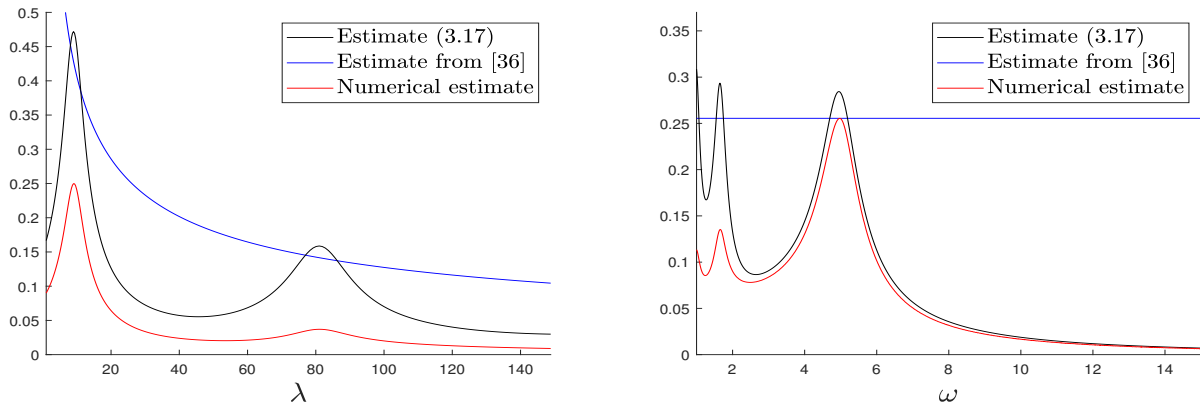 0.5
0.45
0.4
0.35
0.3
0.25
0.2
0.15
0.1
0.05
0
20 40 60 80 100 120 140
λ
Estimate (3.17)
Estimate from [36]
Numerical estimate
0.35
0.3
0.25
0.2
0.15
0.1
0.05
0
2 4 6 8 10 12 14
ω
Estimate (3.17)
Estimate from [36]
Numerical estimate